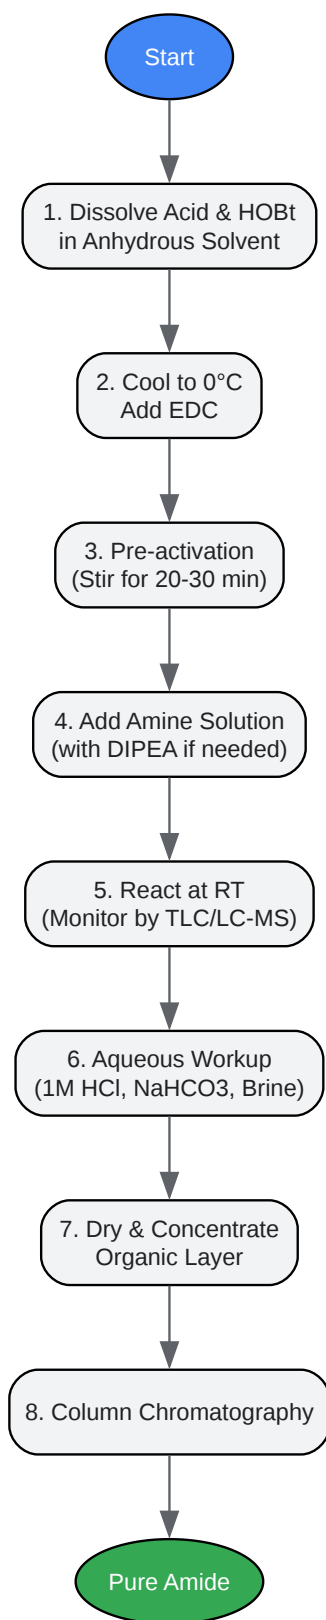 Start
1. Dissolve Acid & HOBt
in Anhydrous Solvent
2. Cool to 0°C
Add EDC
3. Pre-activation
(Stir for 20-30 min)
4. Add Amine Solution
(with DIPEA if needed)
5. React at RT
(Monitor by TLC/LC-MS)
6. Aqueous Workup
(1M HCl, NaHCO3, Brine)
7. Dry & Concentrate
Organic Layer
8. Column Chromatography
Pure Amide